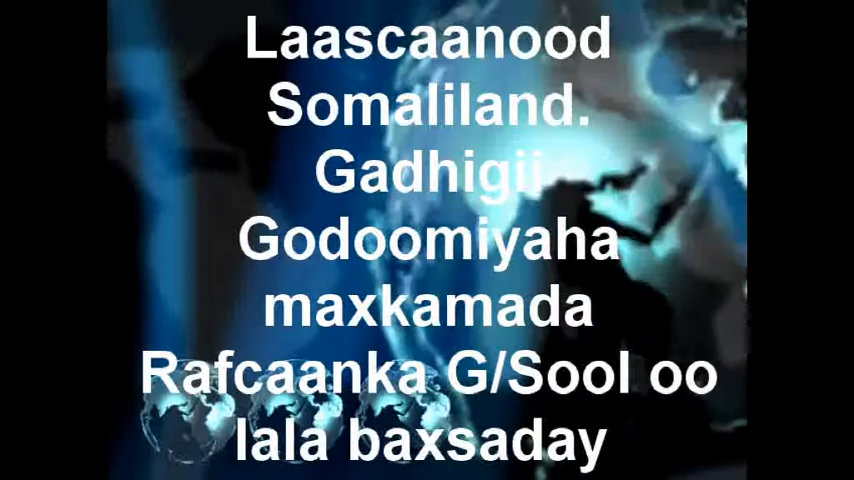 Laascaanood
Somaliland.
Gadhigii
Godoomiyaha
maxkamada
Rafcaanka G/Sool oo
lala baxsaday